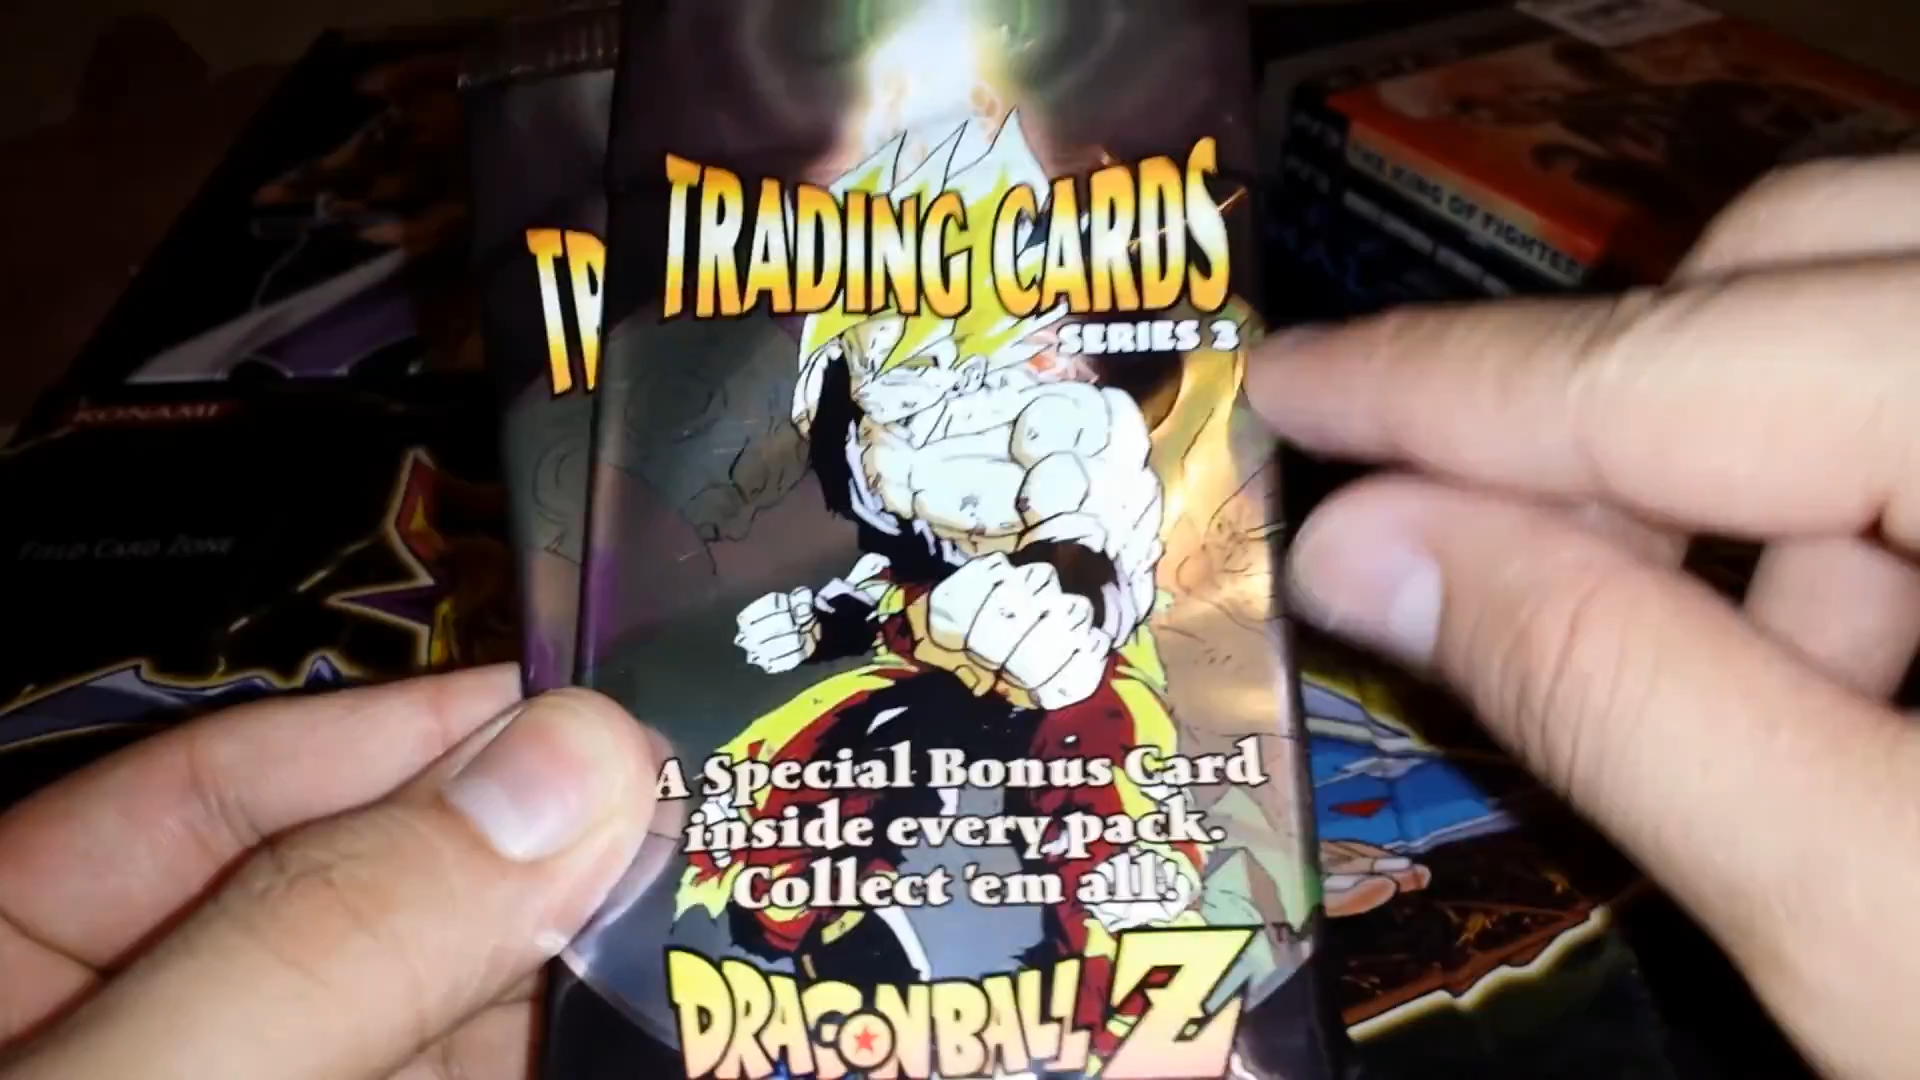 TRADING CARDS
SERIES 3
TR
A Special Bonus Card
inside every pack.
Collect 'em all!
DRAGONBALL Z
KONAMI
FIELD CARD ZONE
THE KING OF FIGHTERS